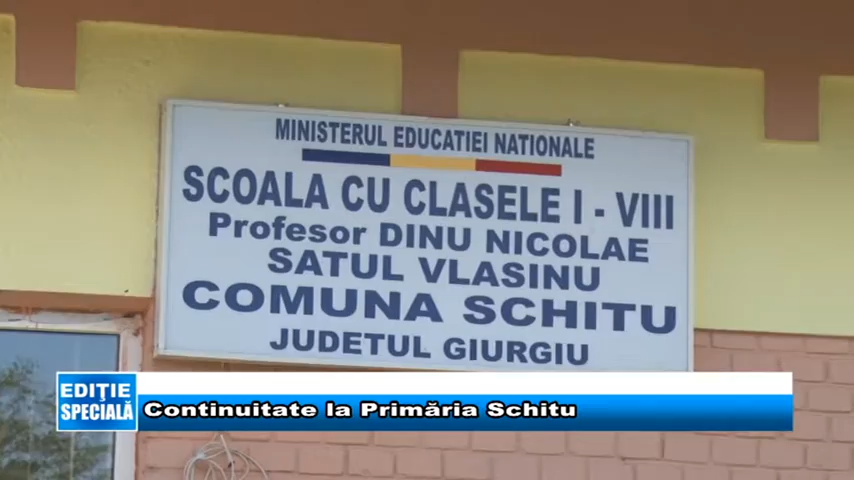 MINISTERUL EDUCATIEI NATIONALE
SCOALA CU CLASELE I - VIII
Profesor DINU NICOLAE
SATUL VLASINU
COMUNA SCHITU
JUDETUL GIURGIU
EDIŢIE
SPECIALĂ
Continuitate la Primăria Schitu